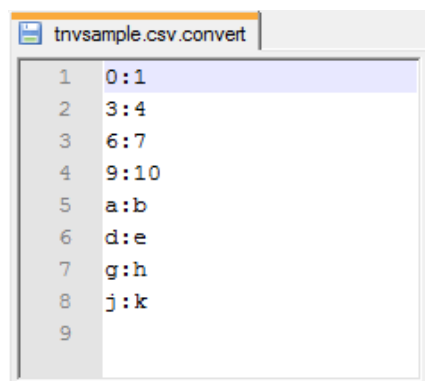 tnvsample.csv.convert
1 0:1
2 3:4
3 6:7
4 9:10
5 a:b
6 d:e
7 g:h
8 j:k
9